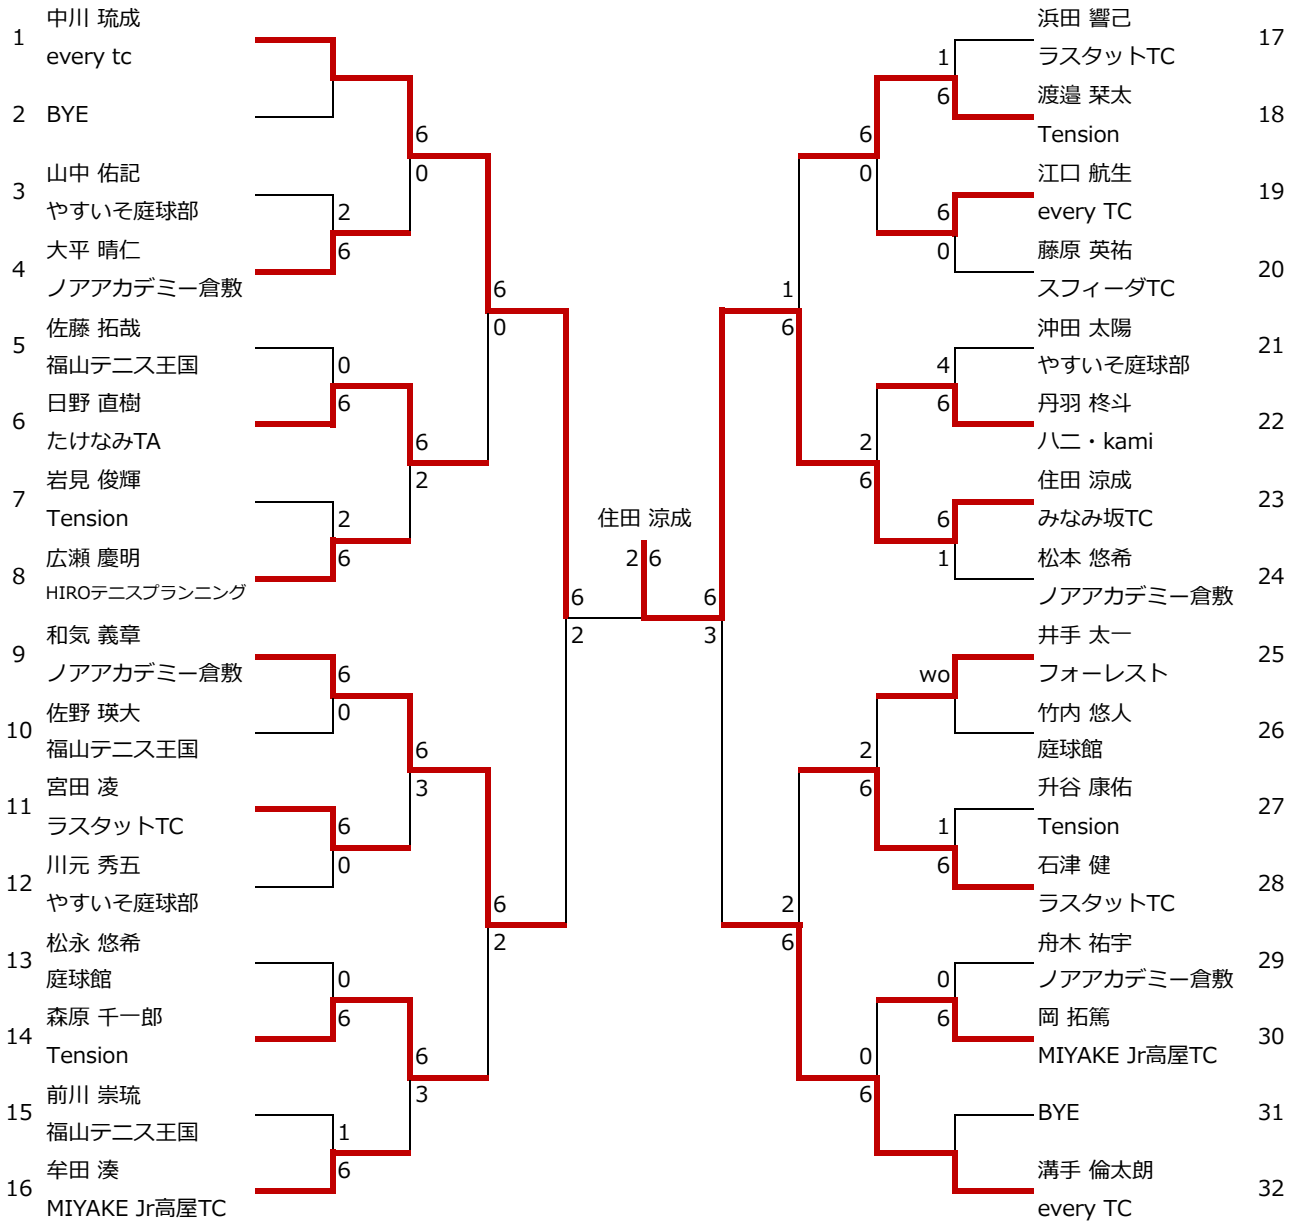 1
中川 琉成
every tc
2
BYE
6
0
3
山中 佑記
やすいそ庭球部
2
4
大平 晴仁
6
ノアアカデミー倉敷
6
0
5
佐藤 拓哉
福山テニス王国
0
6
日野 直樹
6
たけなみTA
6
2
7
岩見 俊輝
Tension
2
8
広瀬 慶明
6
HIROテニスプランニング
6
2
9
和気 義章
ノアアカデミー倉敷
6
10
佐野 瑛大
0
福山テニス王国
6
3
11
宮田 凌
ラスタットTC
6
12
川元 秀五
0
やすいそ庭球部
6
2
13
松永 悠希
庭球館
0
14
森原 千一郎
6
Tension
6
3
15
前川 崇琉
福山テニス王国
1
16
牟田 湊
6
MIYAKE Jr高屋TC
住田 涼成
2 6
浜田 響己
17
1
ラスタットTC
6
渡邉 栞太
18
6
Tension
0
江口 航生
19
6
every TC
0
藤原 英祐
20
1
スフィーダTC
6
沖田 太陽
21
4
やすいそ庭球部
6
丹羽 柊斗
22
2
ハニ・kami
6
住田 涼成
23
6
みなみ坂TC
1
松本 悠希
24
6
ノアアカデミー倉敷
3
井手 太一
25
wo
フォーレスト
竹内 悠人
26
2
庭球館
6
升谷 康佑
27
1
Tension
6
石津 健
28
2
ラスタットTC
6
舟木 祐宇
29
0
ノアアカデミー倉敷
6
岡 拓篤
30
0
MIYAKE Jr高屋TC
6
BYE
31
溝手 倫太朗
32
every TC